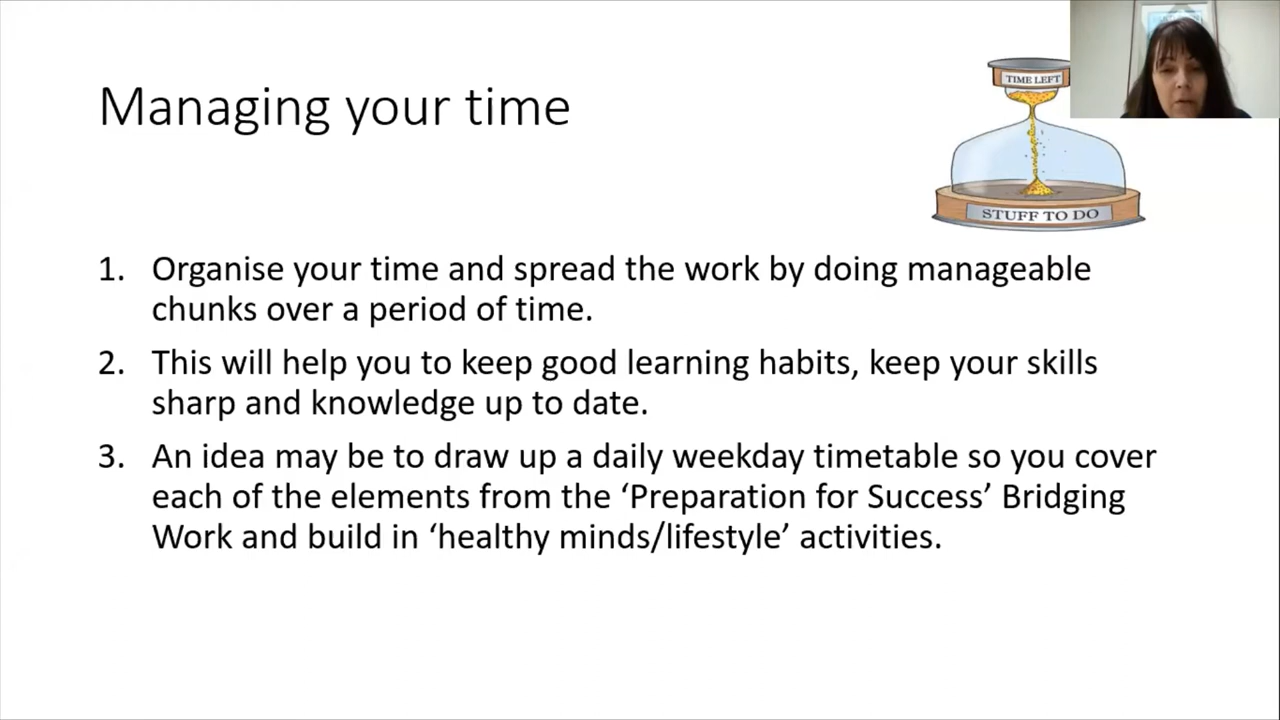 Managing your time
TIME LEFT
STUFF TO DO
1. Organise your time and spread the work by doing manageable
chunks over a period of time.
2. This will help you to keep good learning habits, keep your skills
sharp and knowledge up to date.
3. An idea may be to draw up a daily weekday timetable so you cover
each of the elements from the ‘Preparation for Success’ Bridging
Work and build in ‘healthy minds/lifestyle’ activities.